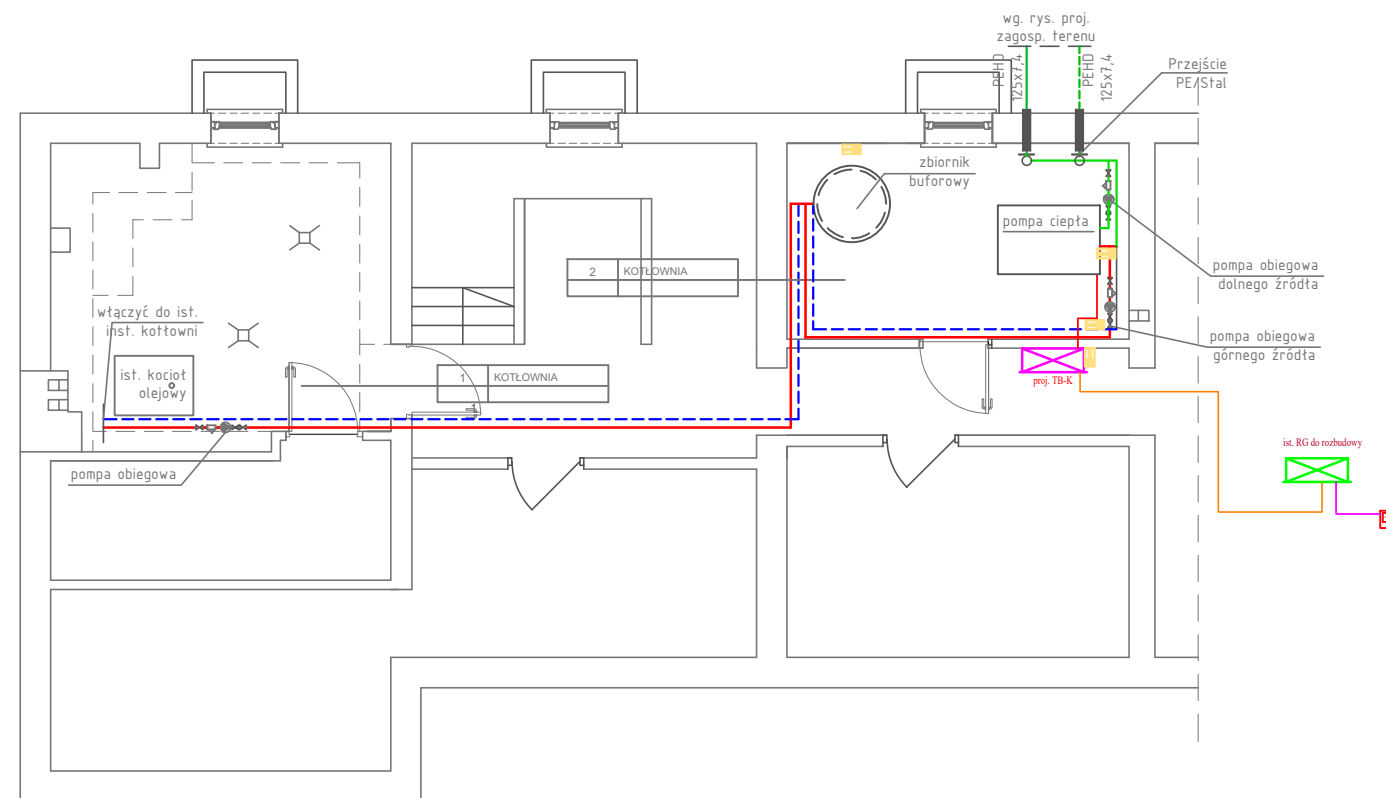 wg. rys. proj.
zagosp. terenu
PEHD
125x7,4
PEHD
125x7,4
Przejście
PE/Stal
zbiornik
buforowy
pompa ciepła
pompa obiegowa
dolnego źródła
2 KOTŁOWNIA
włączyć do ist.
inst. kotłowni
pompa obiegowa
górnego źródła
ist. kocioł
olejowy
1 KOTŁOWNIA
proj. TB-K
1
ist. RG do rozbudowy
pompa obiegowa